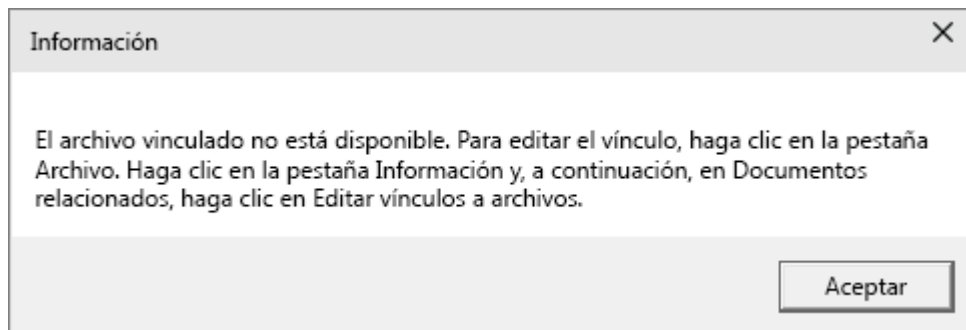 Información
El archivo vinculado no está disponible. Para editar el vínculo, haga clic en la pestaña
Archivo. Haga clic en la pestaña Información y, a continuación, en Documentos
relacionados, haga clic en Editar vínculos a archivos.
Aceptar